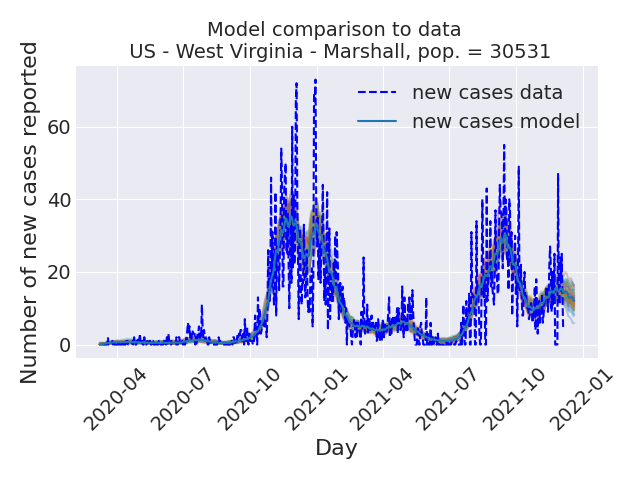 Model comparison to data
US - West Virginia - Marshall, pop. = 30531
new cases data
new cases model
Number of new cases reported
60
40
20
0
2020-04
2020-07
2020-10
2021-01
2021-04
2021-07
2021-10
2022-01
Day